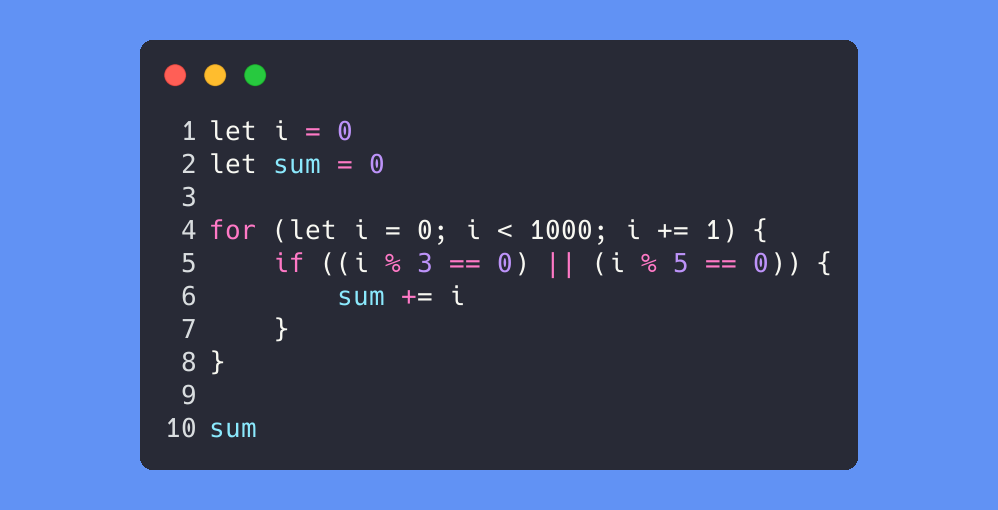 1 let i = 0
2 let sum = 0
3
4 for (let i = 0; i < 1000; i += 1) {
5     if ((i % 3 == 0) || (i % 5 == 0)) {
6         sum += i
7     }
8 }
9
10 sum